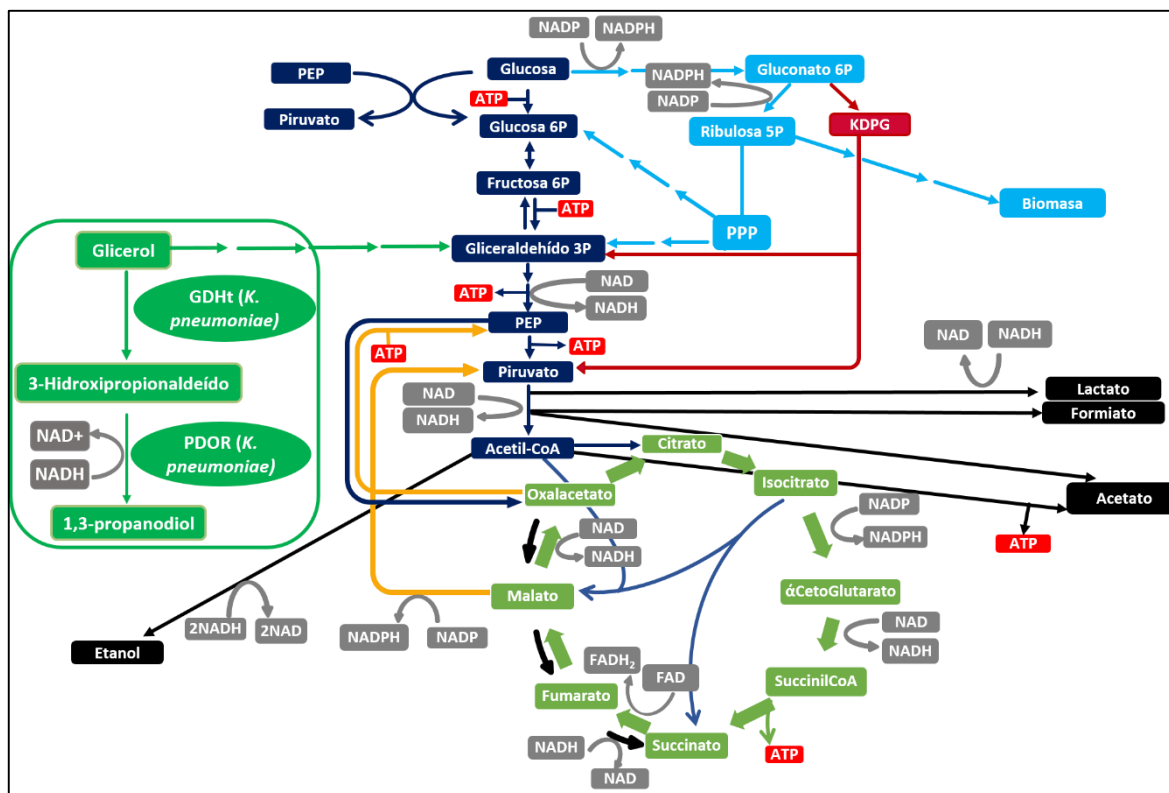 NADP
NADPH
PEP
Glucosa
NADPH
Gluconato 6P
NADP
ATP
Piruvato
Glucosa 6P
Ribulosa 5P
KDPG
Fructosa 6P
ATP
Biomasa
PPP
Glicerol
Gliceraldehído 3P
GDHt (K.
pneumoniae)
ATP
NAD
NADH
PEP
ATP
ATP
NAD
NADH
3-Hidroxipropionaldeído
Piruvato
NAD
NADH
Lactato
Formiato
NAD+
NADH
PDOR (K.
pneumoniae)
Acetil-CoA
Citrato
Isocitrato
Oxalacetato
Acetato
1,3-propanodiol
NAD
NADH
NADP
NADPH
ATP
Malato
άCetoGlutarato
2NADH
2NAD
NADPH
NADP
NAD
NADH
Etanol
FADH2
FAD
Fumarato
SuccinilCoA
NADH
NAD
Succinato
ATP